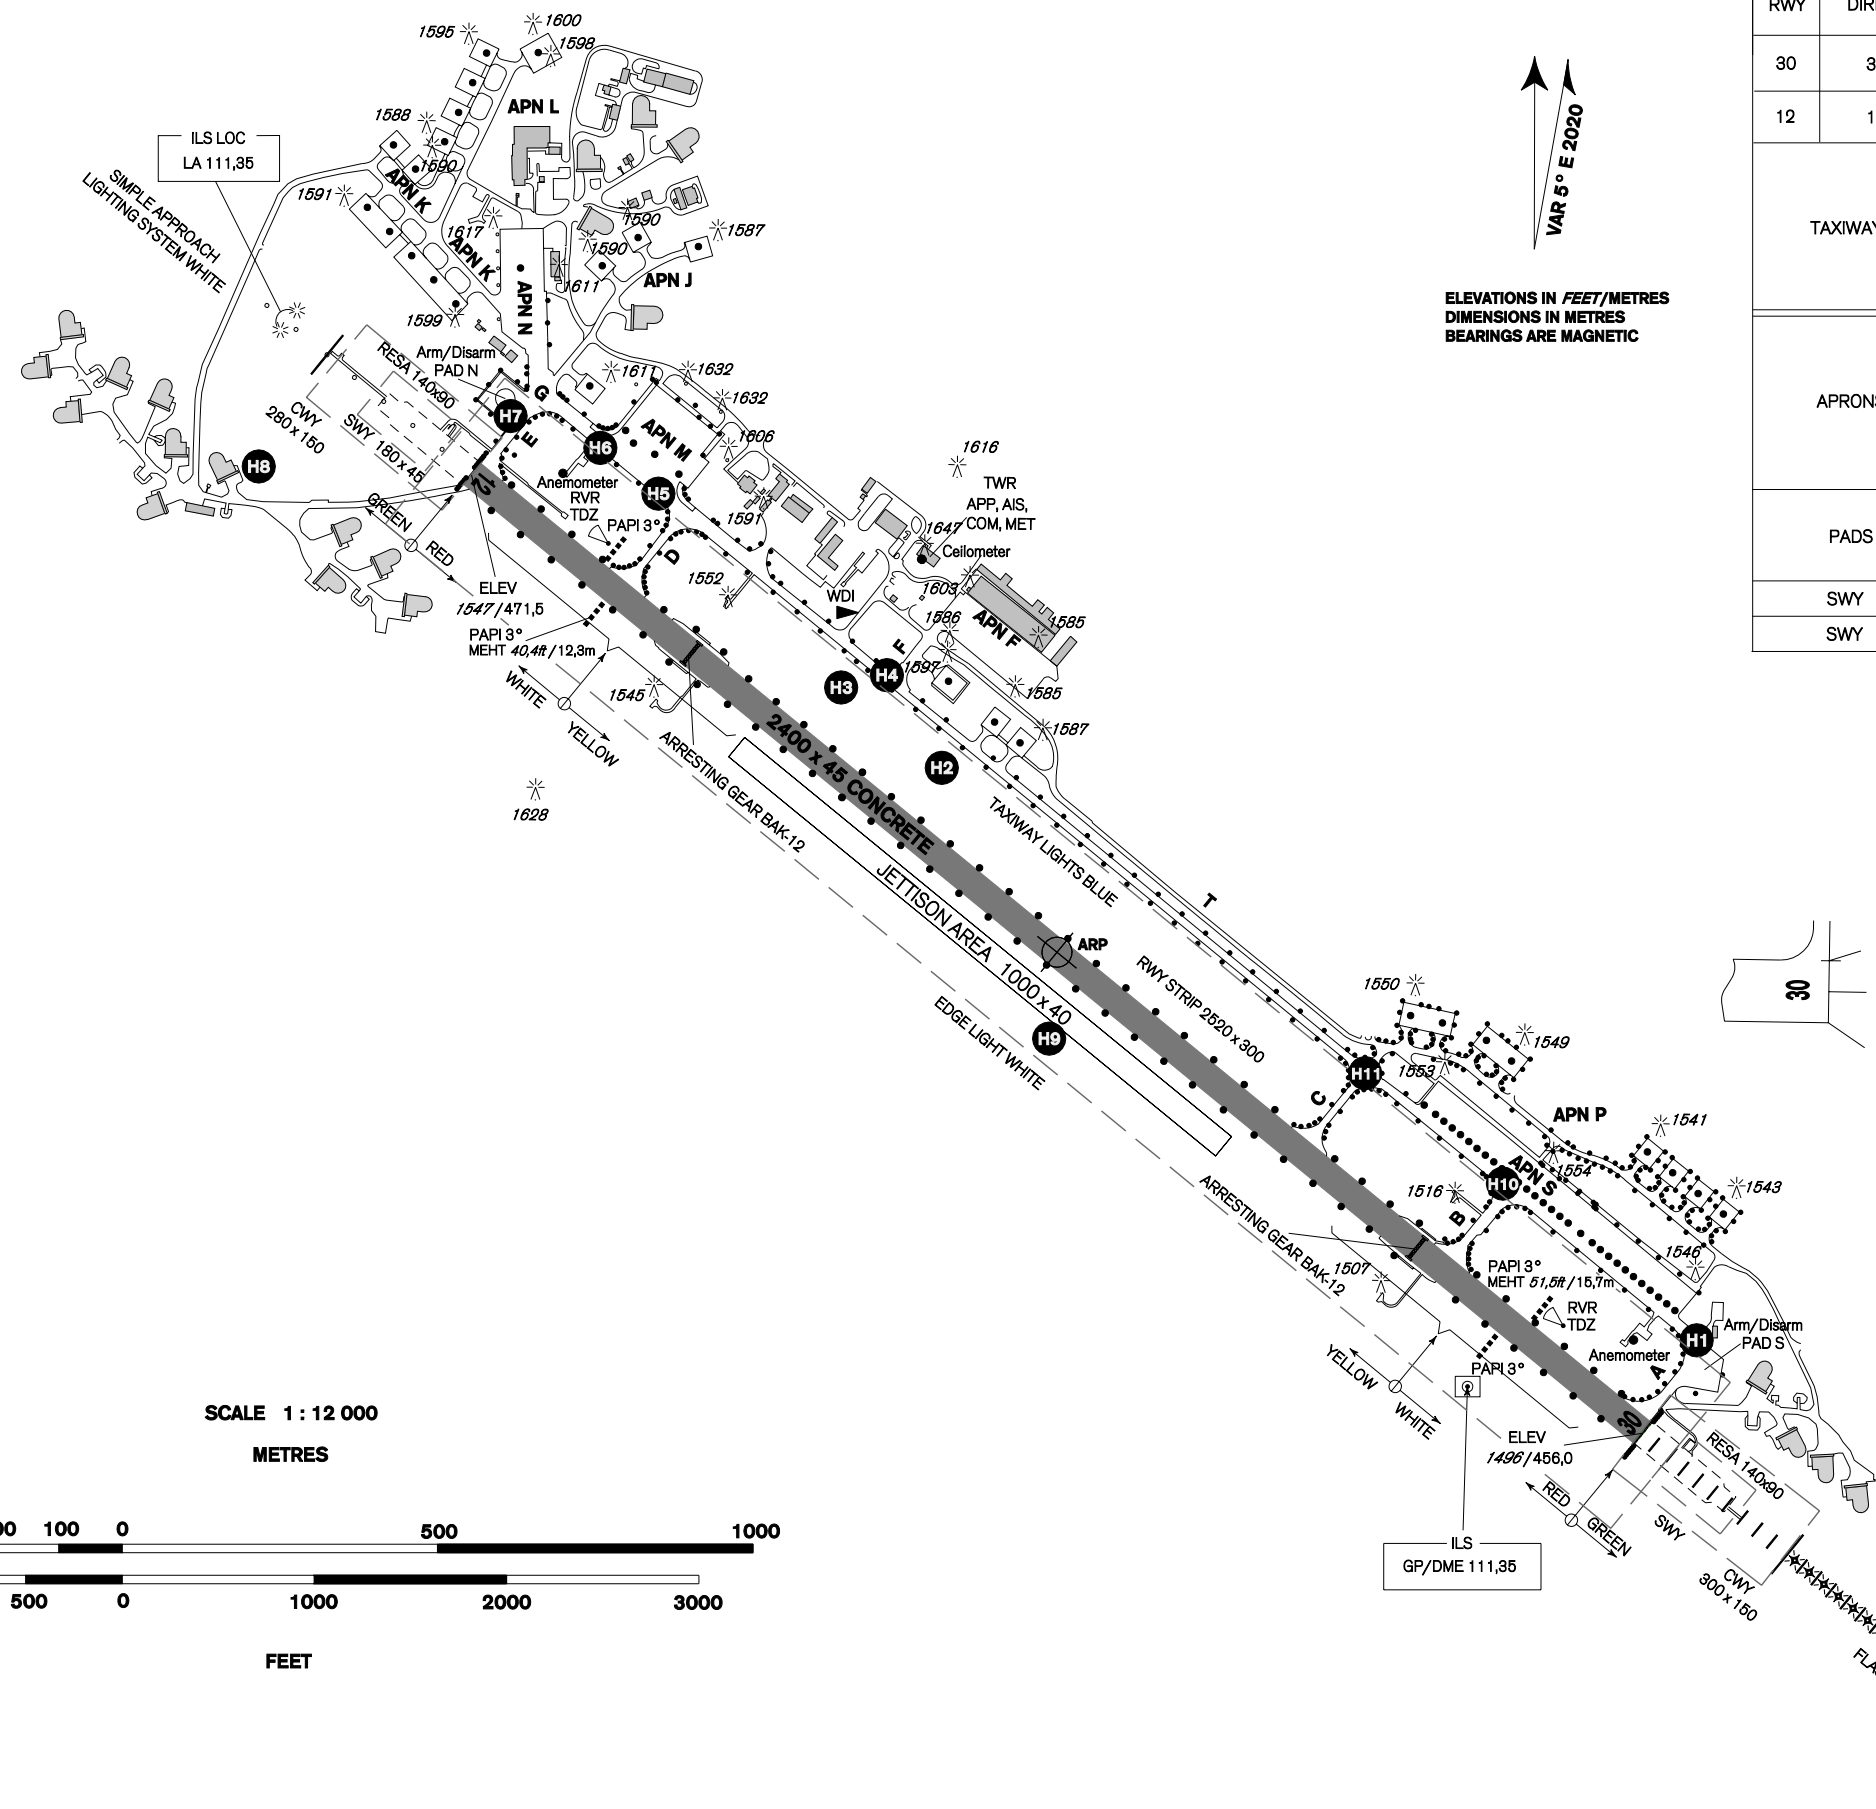 RWY
30
12
TAXIWAY
APRONS
PADS
SWY
SWY
VAR 5° E 2020
ELEVATIONS IN FEET/METRES
DIMENSIONS IN METRES
BEARINGS ARE MAGNETIC
1595
1600
1598
APN L
1588
1590
ILS LOC
LA 111,35
SIMPLE APPROACH
LIGHTING SYSTEM WHITE
1591
APN K
1617
APN K
1590
1587
1590
1611
APN J
APN N
1599
Arm/Disarm
PAD N
RESA 140x90
CWY
280 x 150
SWY 180 x 45
G
1611
1632
1632
1606
H7
E
H6
APN M
H8
12
Anemometer
RVR
TDZ
H5
PAPI 3°
1591
1616
TWR
APP, AIS,
COM, MET
1647
Ceilometer
GREEN
RED
D
1552
WDI
1603
1586
APN F
1585
F
1597
ELEV
1547/471,5
PAPI 3°
MEHT 40,4ft/12,3m
WHITE
YELLOW
1545
H3
H4
1585
1587
H2
2400 x 45 CONCRETE
ARRESTING GEAR BAK-12
1628
TAXIWAY LIGHTS BLUE
JETTISON AREA 1000 x 40
T
ARP
RWY STRIP 2520 x 300
EDGE LIGHT WHITE
H9
30
1550
1549
H11
1553
C
APN P
1541
1554
APN S
H10
1543
1516
B
1546
ARRESTING GEAR BAK-12
1507
PAPI 3°
MEHT 51,5ft/15,7m
RVR
TDZ
H1
Arm/Disarm
PAD S
Anemometer
A
PAPI 3°
YELLOW
WHITE
30
ELEV
1496/456,0
RESA 140x90
RED
GREEN
SWY
CWY
300 x 150
ILS
GP/DME 111,35
SCALE 1 : 12 000
METRES
100 0 500 1000
500 0 1000 2000 3000
FEET